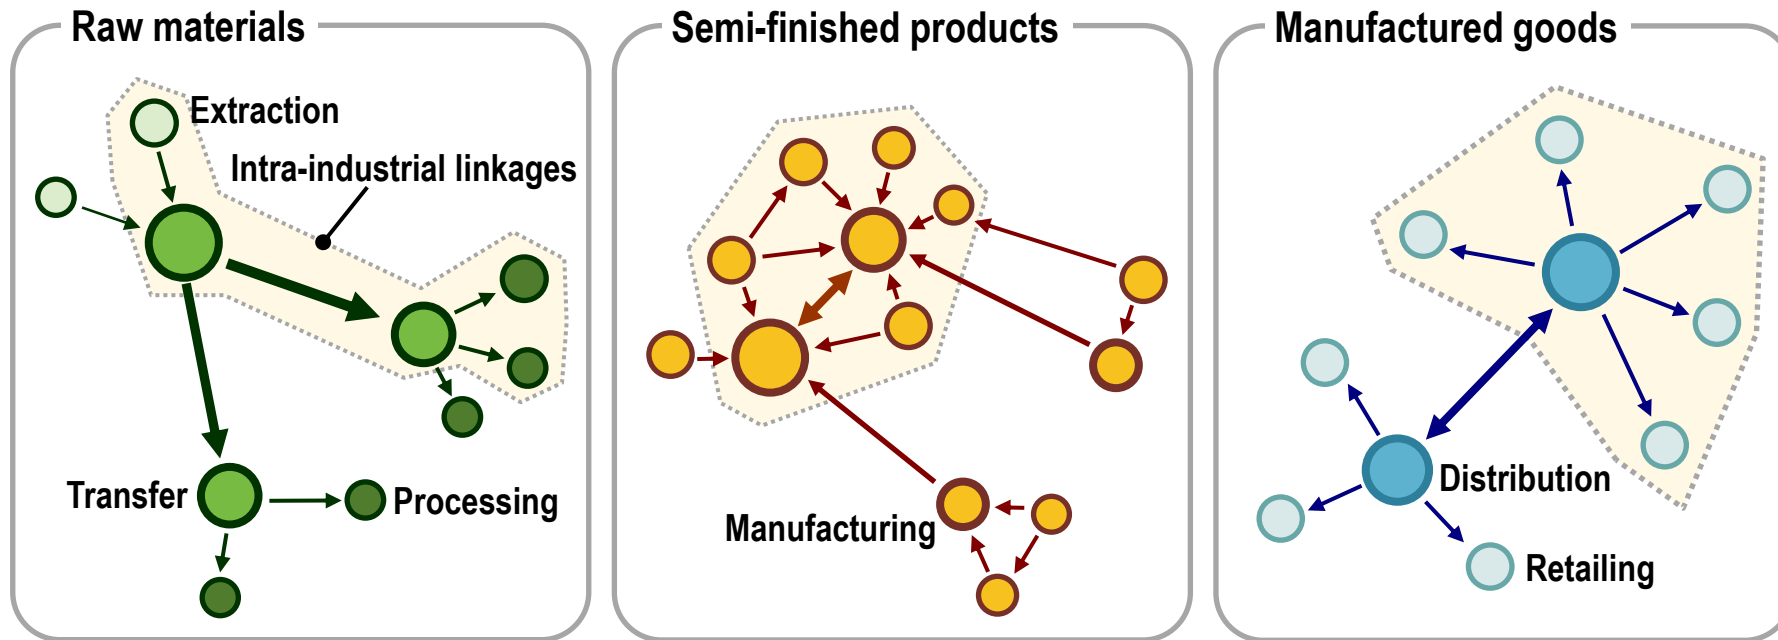 Raw materials
Extraction
Intra-industrial linkages
Transfer
Processing
Semi-finished products
Manufacturing
Manufactured goods
Distribution
Retailing